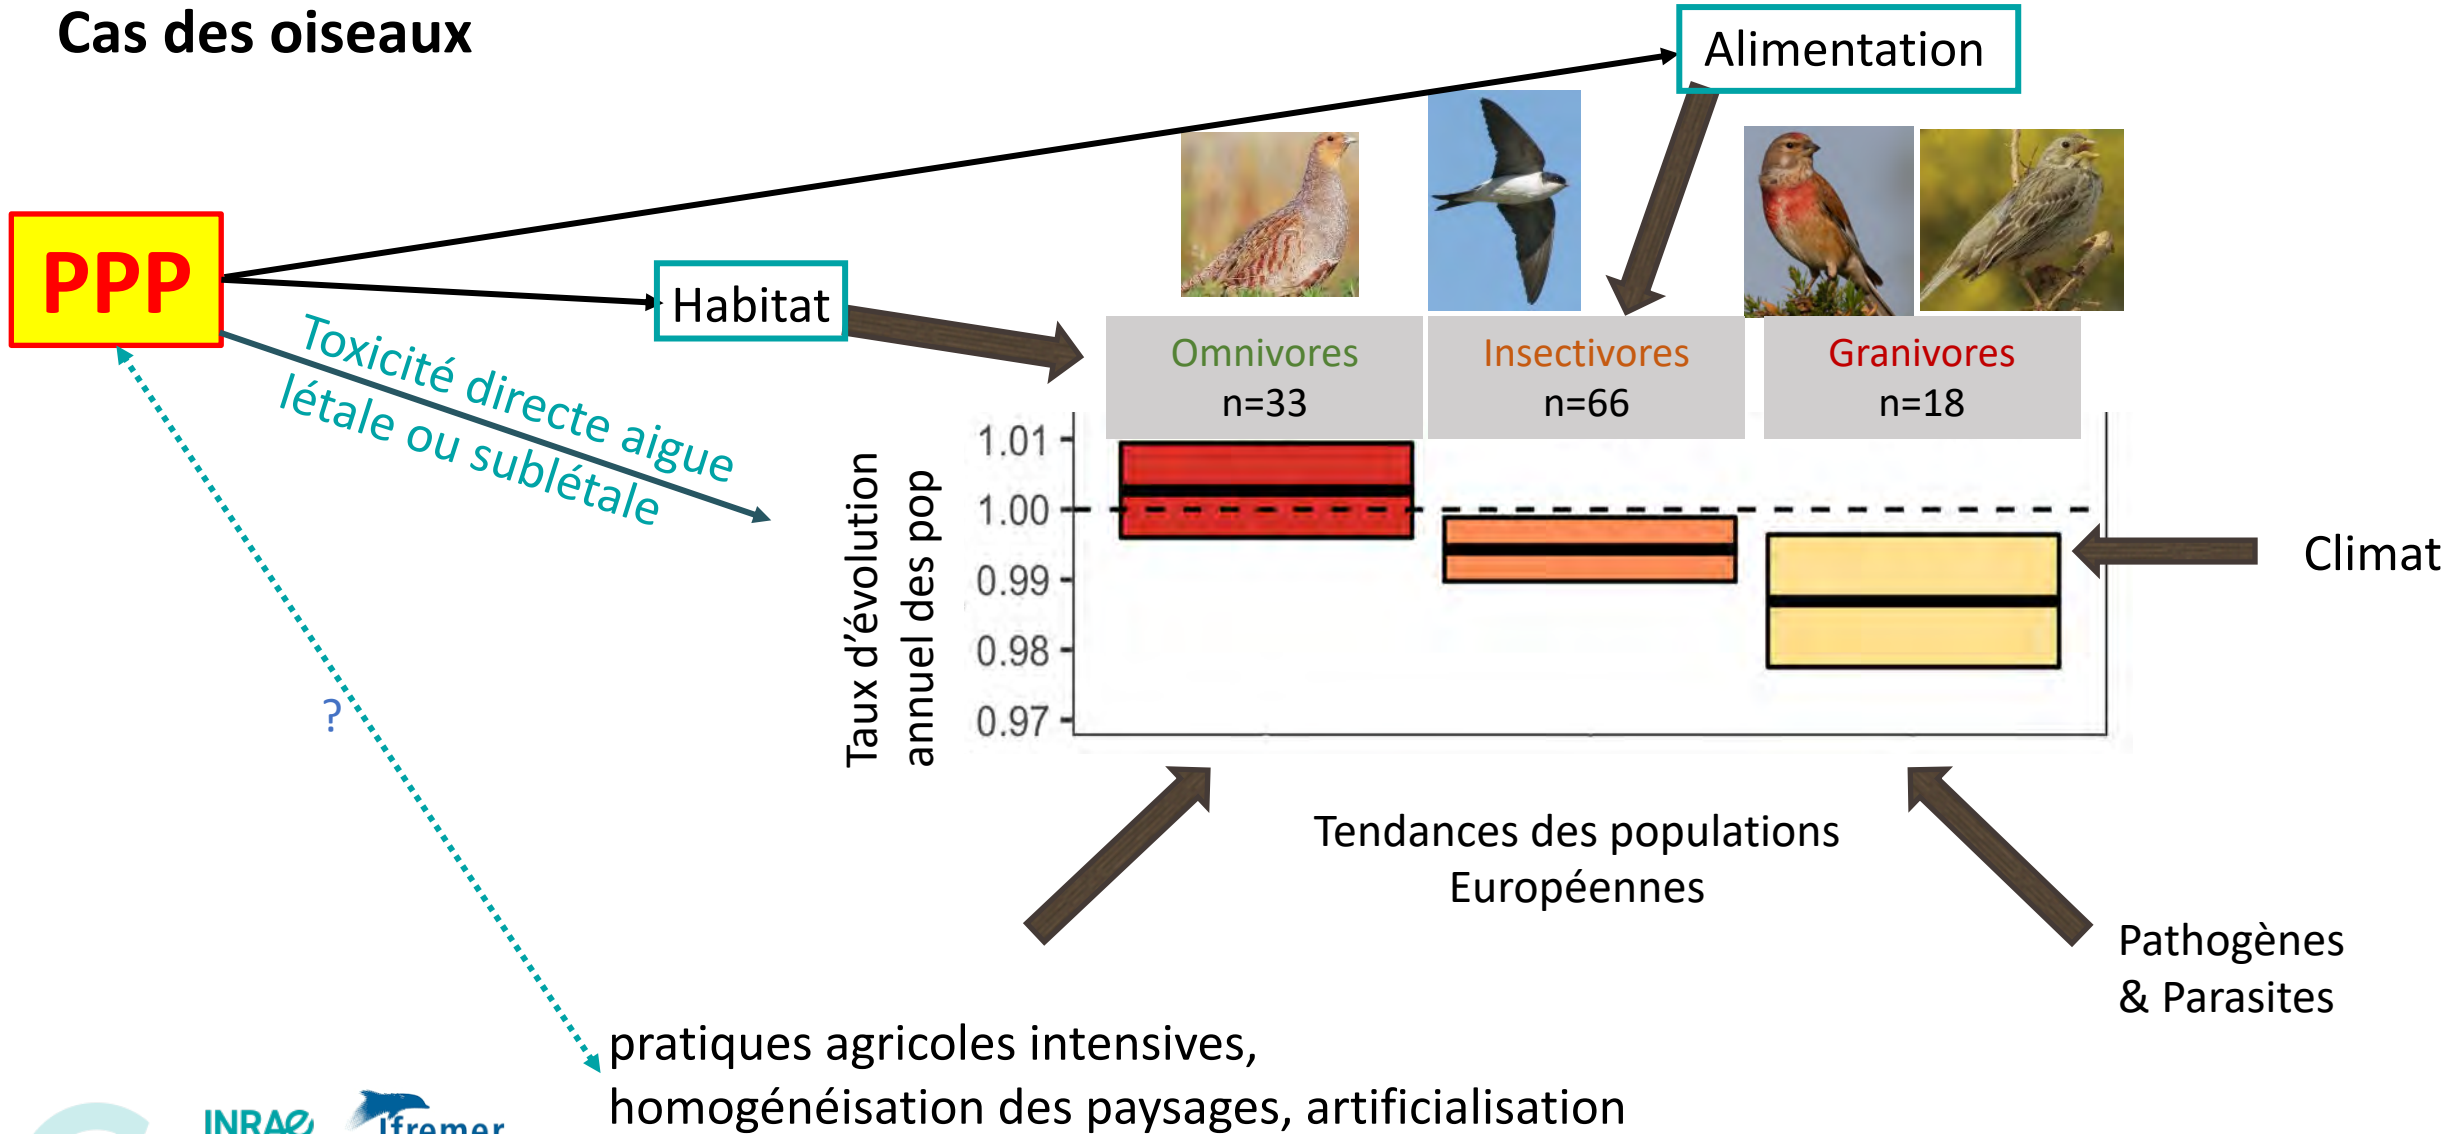 Cas des oiseaux
Alimentation
PPP
Habitat
Toxicité directe aigue
létale ou sublétale
Omnivores
n=33
Insectivores
n=66
Granivores
n=18
Taux d'évolution
annuel des pop
1.01
1.00
0.99
0.98
0.97
Climat
?
Tendances des populations
Européennes
Pathogènes
& Parasites
pratiques agricoles intensives,
homogénéisation des paysages, artificialisation
INRAE
Ifremer